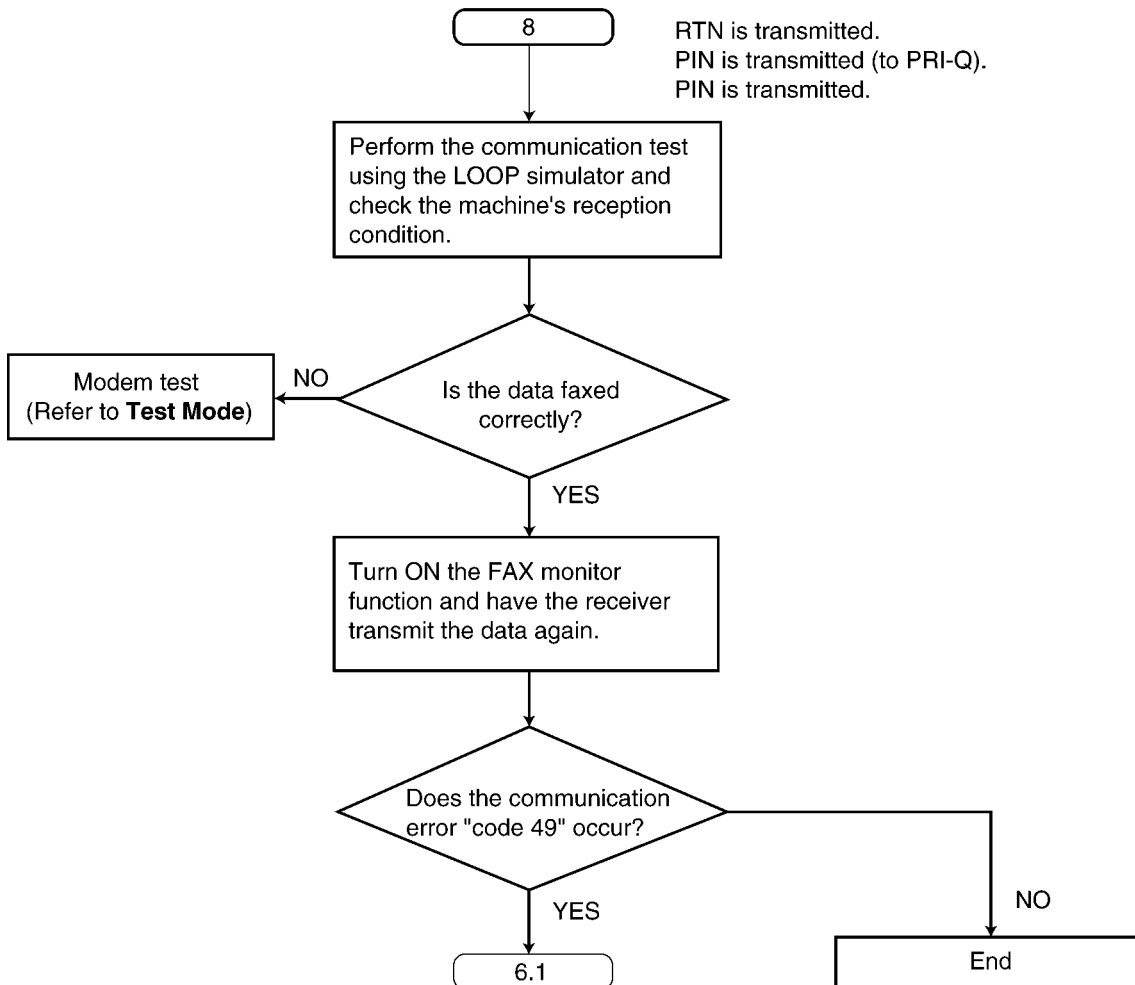 8
RTN is transmitted.
PIN is transmitted (to PRI-Q).
PIN is transmitted.
Perform the communication test
using the LOOP simulator and
check the machine's reception
condition.
Is the data faxed
correctly?
NO
Modem test
(Refer to Test Mode)
YES
Turn ON the FAX monitor
function and have the receiver
transmit the data again.
Does the communication
error "code 49" occur?
YES
NO
6.1
End